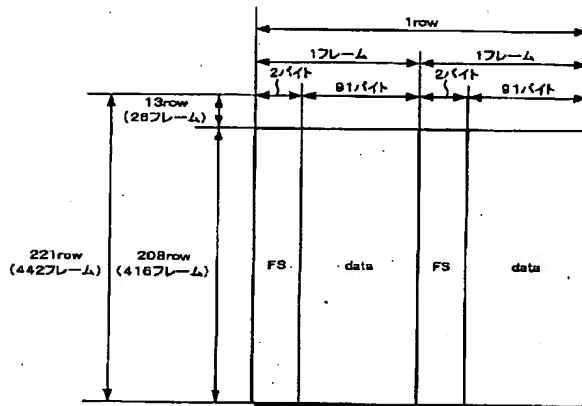 1row
1フレーム 1フレーム
2バイト 91バイト 2バイト 91バイト
13row
(26フレーム)
221row
(442フレーム)
208row
(416フレーム)
FS data FS data